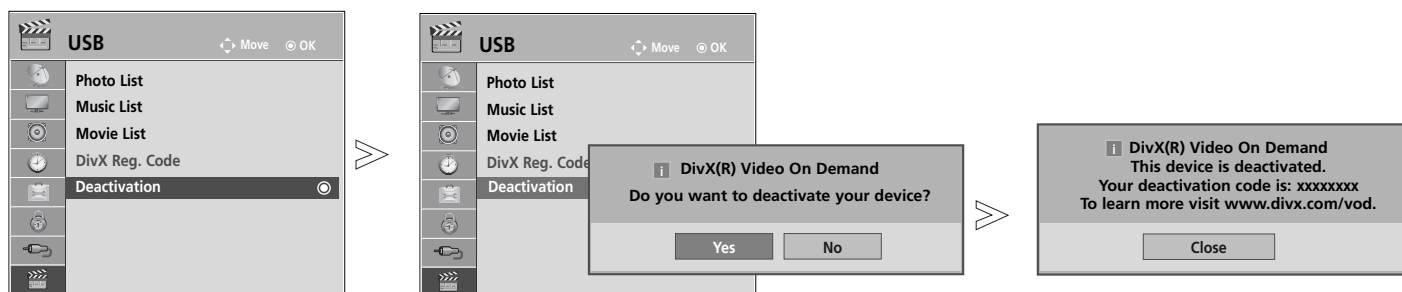 USB
Move OK
Photo List
Music List
Movie List
DivX Reg. Code
Deactivation
USB
Move OK
Photo List
Music List
Movie List
DivX Reg. Code
Deactivation
i DivX(R) Video On Demand
Do you want to deactivate your device?
Yes No
i DivX(R) Video On Demand
This device is deactivated.
Your deactivation code is: xxxxxxxx
To learn more visit www.divx.com/vod.
Close